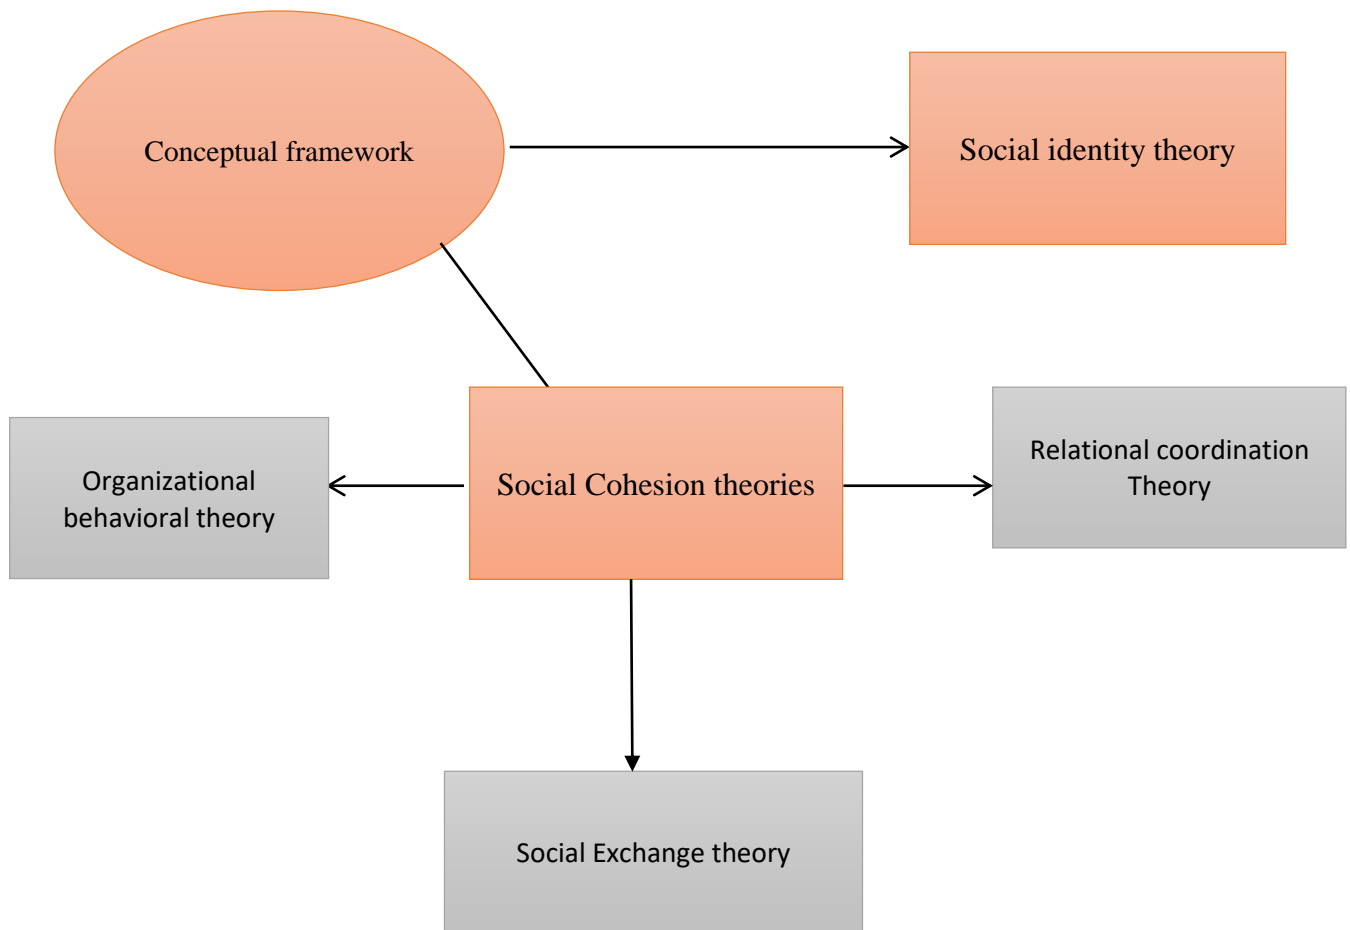 Conceptual framework
Social identity theory
Organizational
behavioral theory
Social Cohesion theories
Relational coordination
Theory
Social Exchange theory